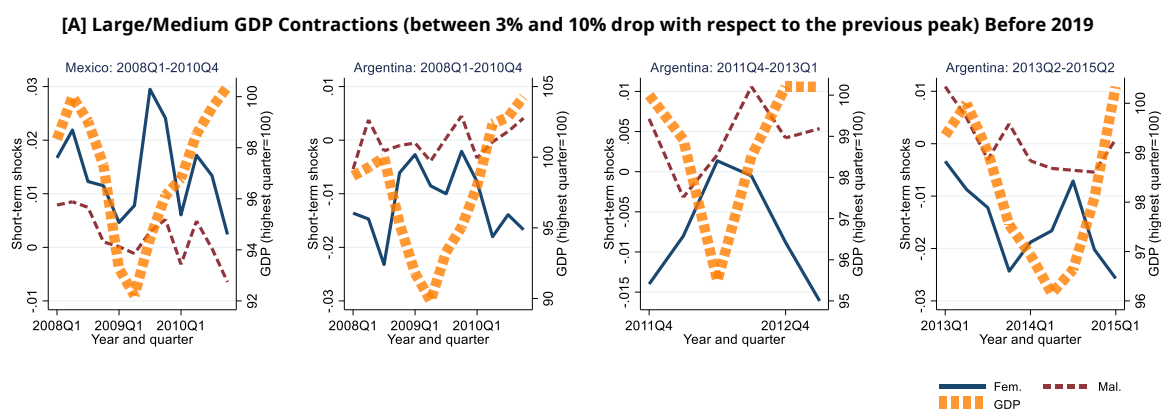 [A] Large/Medium GDP Contractions (between 3% and 10% drop with respect to the previous peak) Before 2019
Mexico: 2008Q1-2010Q4
Short-term shocks
.03
.02
.01
0
-.01
GDP (highest quarter=100)
100
98
96
94
92
2008Q1 2009Q1 2010Q1
Year and quarter
Argentina: 2008Q1-2010Q4
Short-term shocks
.01
0
-.01
-.02
-.03
GDP (highest quarter=100)
105
100
95
90
2008Q1 2009Q1 2010Q1
Year and quarter
Argentina: 2011Q4-2013Q1
Short-term shocks
.01
.005
0
-.005
-.01
-.015
GDP (highest quarter=100)
100
99
98
97
96
95
2011Q4 2012Q4
Year and quarter
Argentina: 2013Q2-2015Q2
Short-term shocks
.01
0
-.01
-.02
-.03
GDP (highest quarter=100)
100
99
98
97
96
2013Q1 2014Q1 2015Q1
Year and quarter
Fem. Mal.
GDP